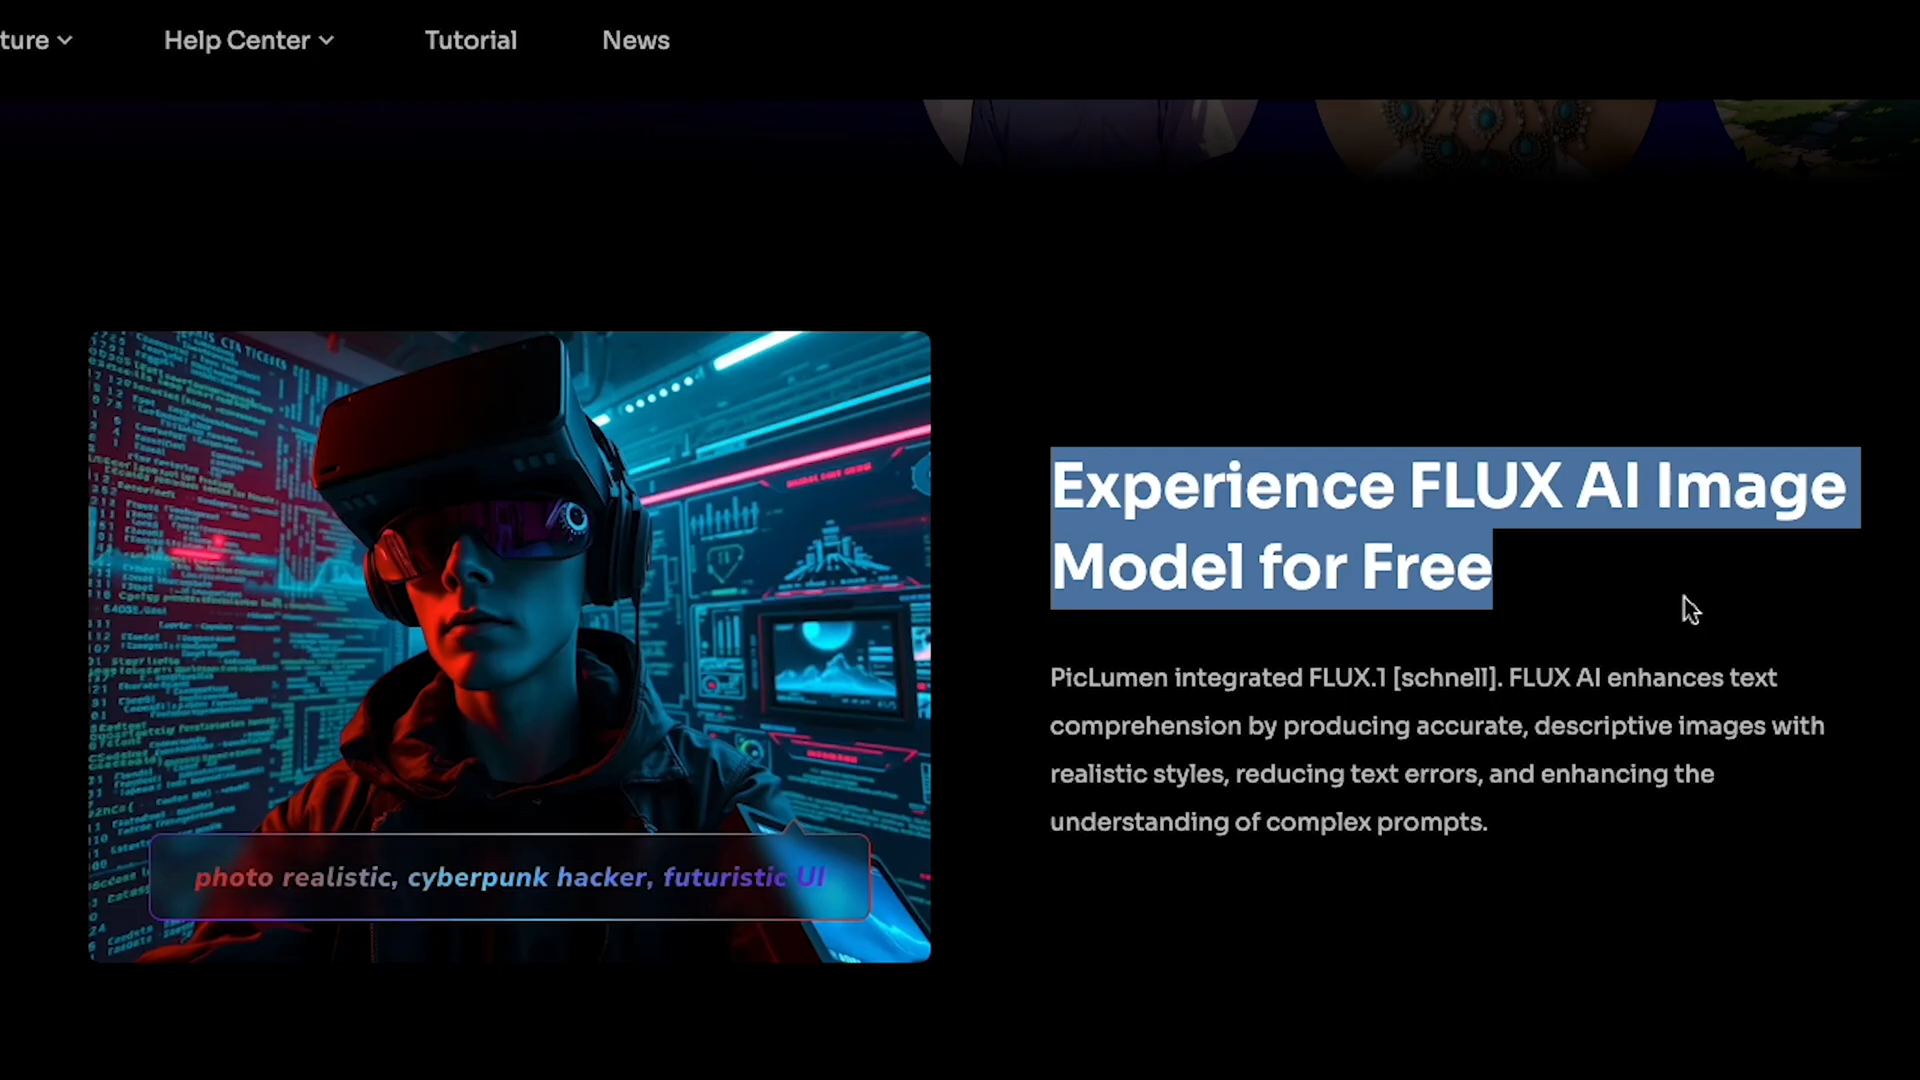 ture
Help Center
Tutorial
News
Experience FLUX AI Image
Model for Free
PicLumen integrated FLUX.1 [schnell]. FLUX AI enhances text
comprehension by producing accurate, descriptive images with
realistic styles, reducing text errors, and enhancing the
understanding of complex prompts.
photo realistic, cyberpunk hacker, futuristic UI